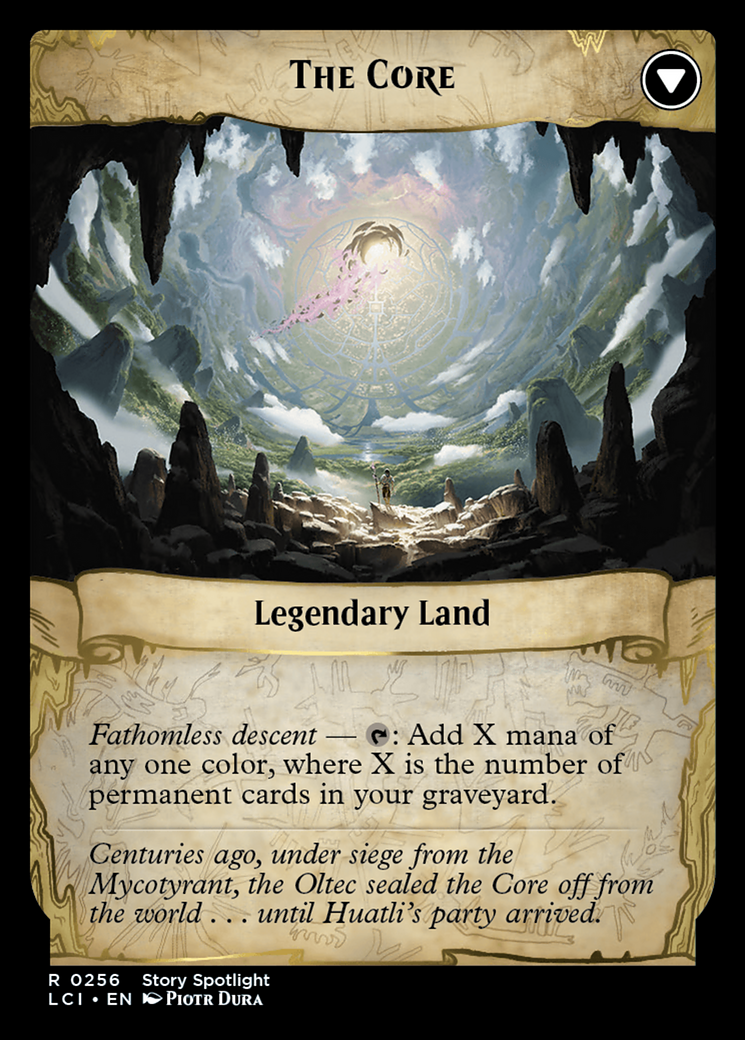 The Core
Legendary Land
Fathomless descent — : Add X mana of
any one color, where X is the number of
permanent cards in your graveyard.
Centuries ago, under siege from the
Mycotyrant, the Oltec sealed the Core off from
the world . . . until Huatli's party arrived.
R 0256 Story Spotlight
LCI • EN Piotr Dura